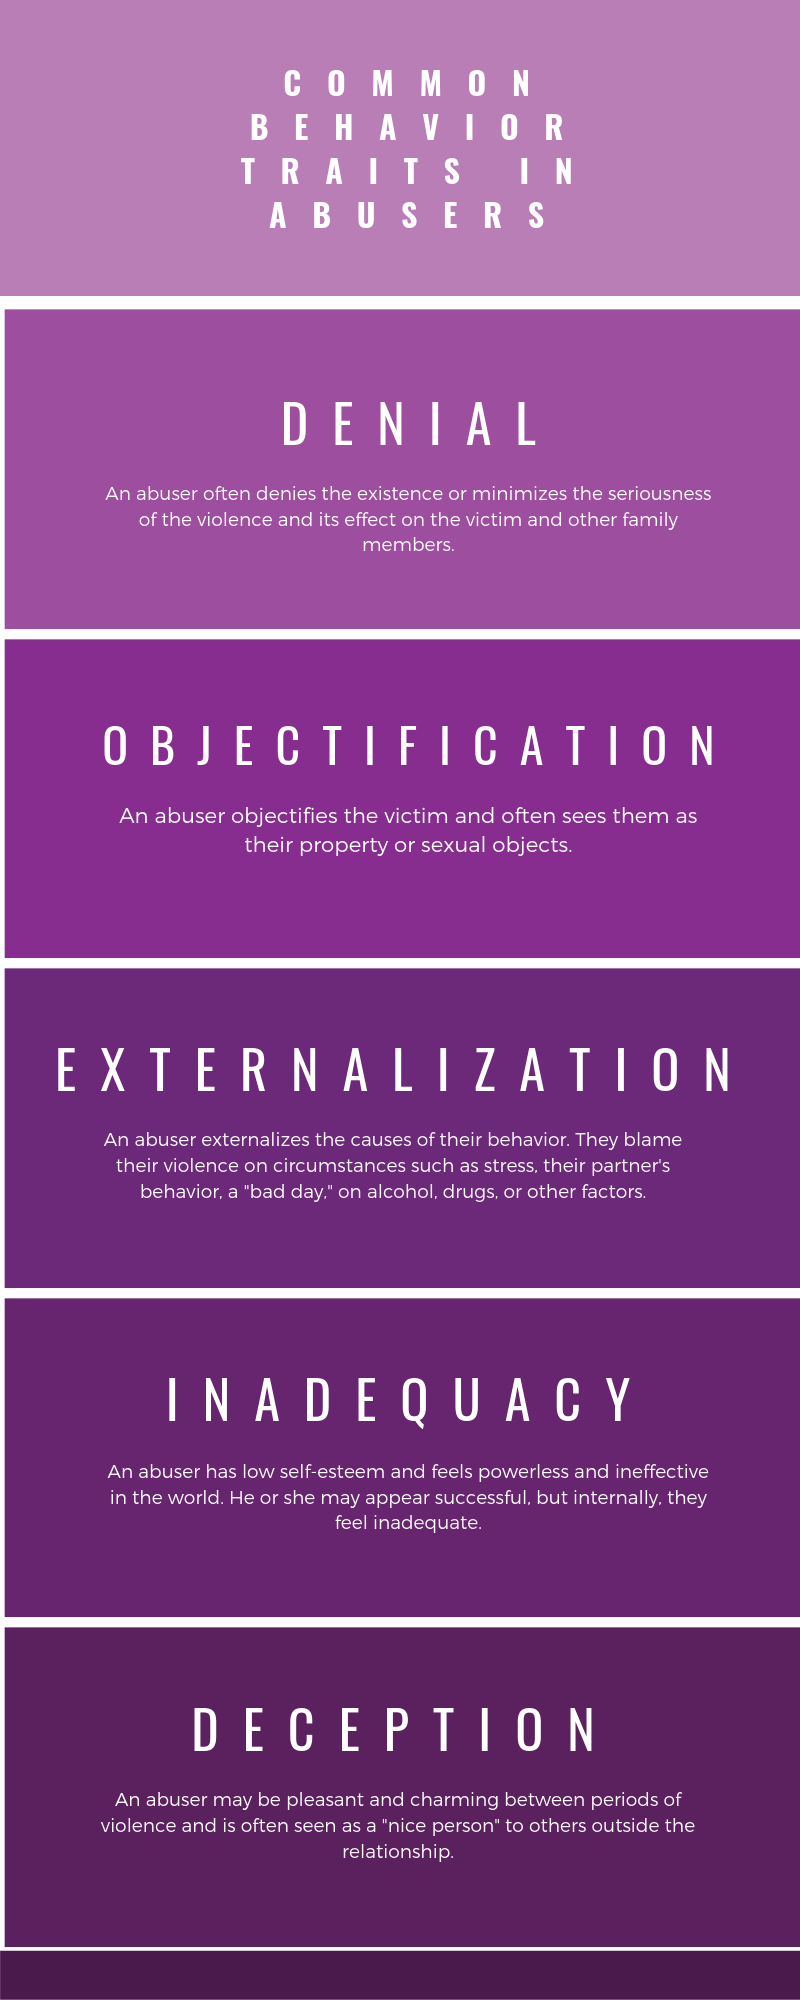 COMMON
BEHAVIOR
TRAITS IN
ABUSERS
DENIAL
An abuser often denies the existence or minimizes the seriousness
of the violence and its effect on the victim and other family
members.
OBJECTIFICATION
An abuser objectifies the victim and often sees them as
their property or sexual objects.
EXTERNALIZATION
An abuser externalizes the causes of their behavior. They blame
their violence on circumstances such as stress, their partner's
behavior, a "bad day," on alcohol, drugs, or other factors.
INADEQUACY
An abuser has low self-esteem and feels powerless and ineffective
in the world. He or she may appear successful, but internally, they
feel inadequate.
DECEPTION
An abuser may be pleasant and charming between periods of
violence and is often seen as a "nice person" to others outside the
relationship.